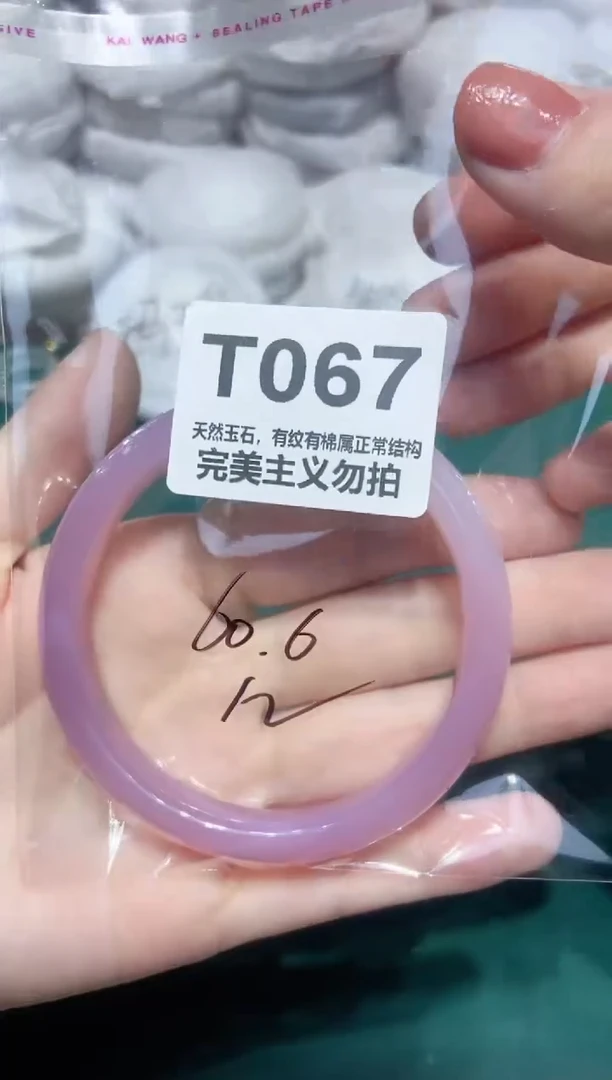 SIVE KAI WANG + SEALING TAPE
T067
天然玉石，有纹有棉属正常结构
完美主义勿拍
60.6
12